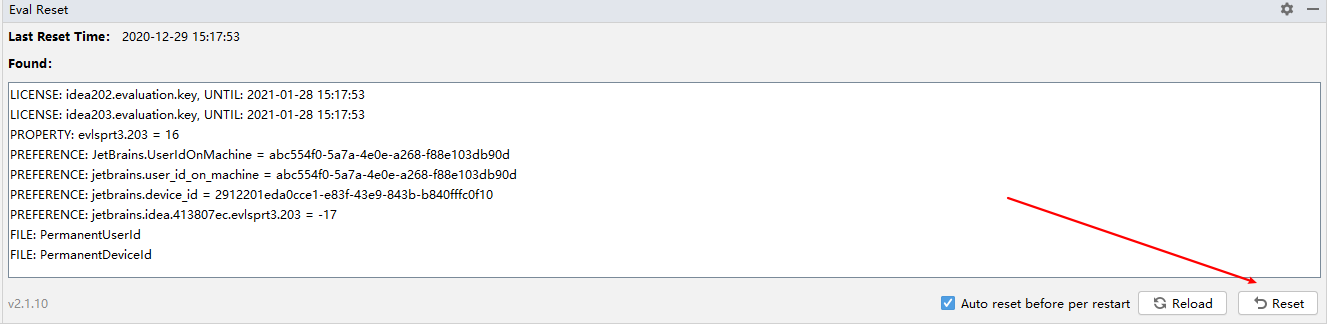 Eval Reset
Last Reset Time: 2020-12-29 15:17:53
Found:
LICENSE: idea202.evaluation.key, UNTIL: 2021-01-28 15:17:53
LICENSE: idea203.evaluation.key, UNTIL: 2021-01-28 15:17:53
PROPERTY: evlsprt3.203 = 16
PREFERENCE: JetBrains.UserIdOnMachine = abc554f0-5a7a-4e0e-a268-f88e103db90d
PREFERENCE: jetbrains.user_id_on_machine = abc554f0-5a7a-4e0e-a268-f88e103db90d
PREFERENCE: jetbrains.device_id = 2912201eda0cce1-e83f-43e9-843b-b840fffc0f10
PREFERENCE: jetbrains.idea.413807ec.evlsprt3.203 = -17
FILE: PermanentUserId
FILE: PermanentDeviceId
v2.1.10 Auto reset before per restart Reload Reset